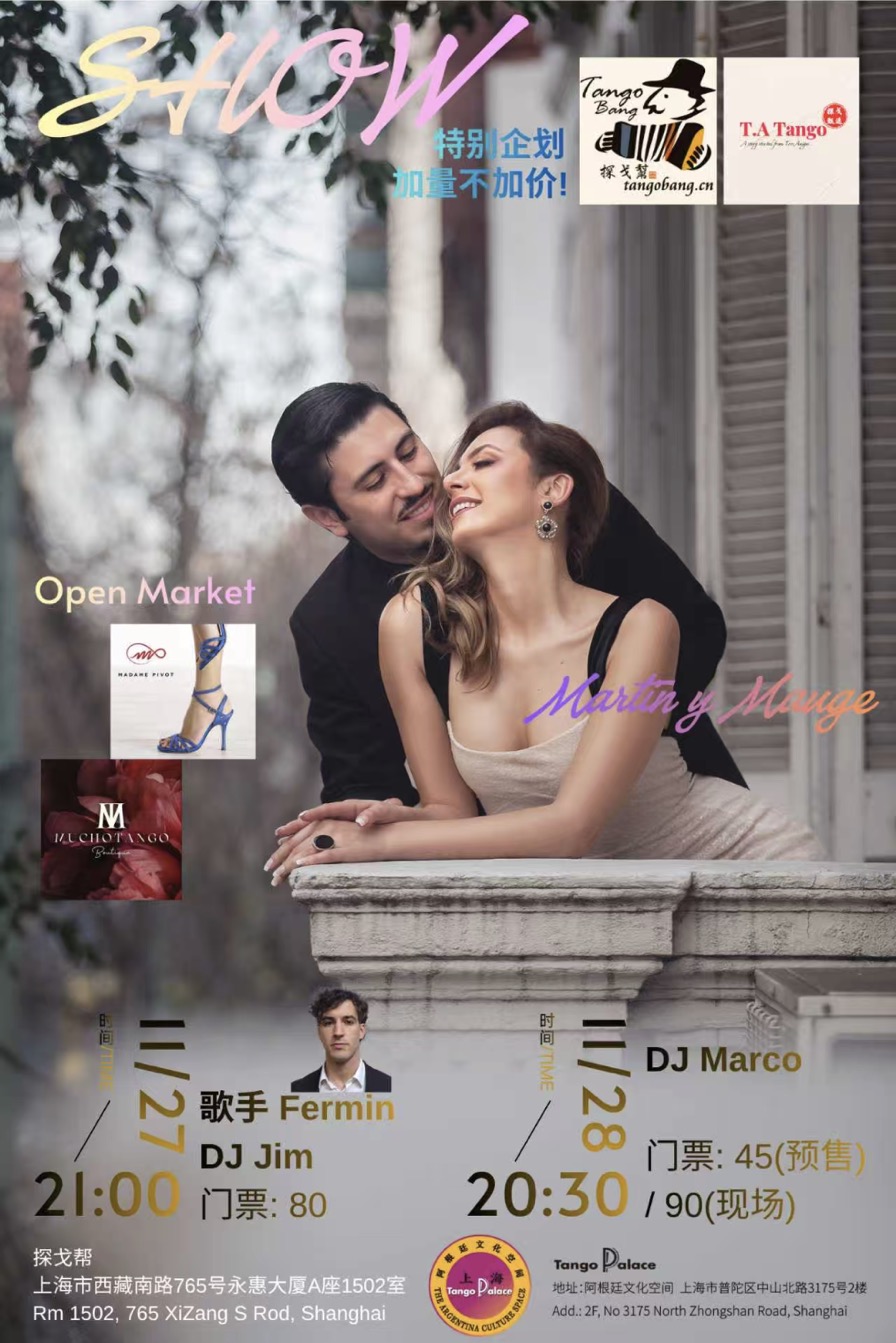 SHOW
特别企划
加量不加价!
Tango
Bang
探戈幫
tangobang.cn
T.A Tango
Open Market
MADAME PIVOT
Martin y Mauge
M
MUCHOTANGO
Boutique
时间/TIME
11/27
21:00
歌手 Fermin
DJ Jim
门票: 80
时间/TIME
11/28
20:30
DJ Marco
门票: 45(预售)
/ 90(现场)
探戈帮
上海市西藏南路765号永惠大厦A座1502室
Rm 1502, 765 XiZang S Rod, Shanghai
阿根廷文化空间
上海
Tango Palace
THE ARGENTINA CULTURE SPACE
Tango Palace
地址:阿根廷文化空间 上海市普陀区中山北路3175号2楼
Add.: 2F, No 3175 North Zhongshan Road, Shanghai